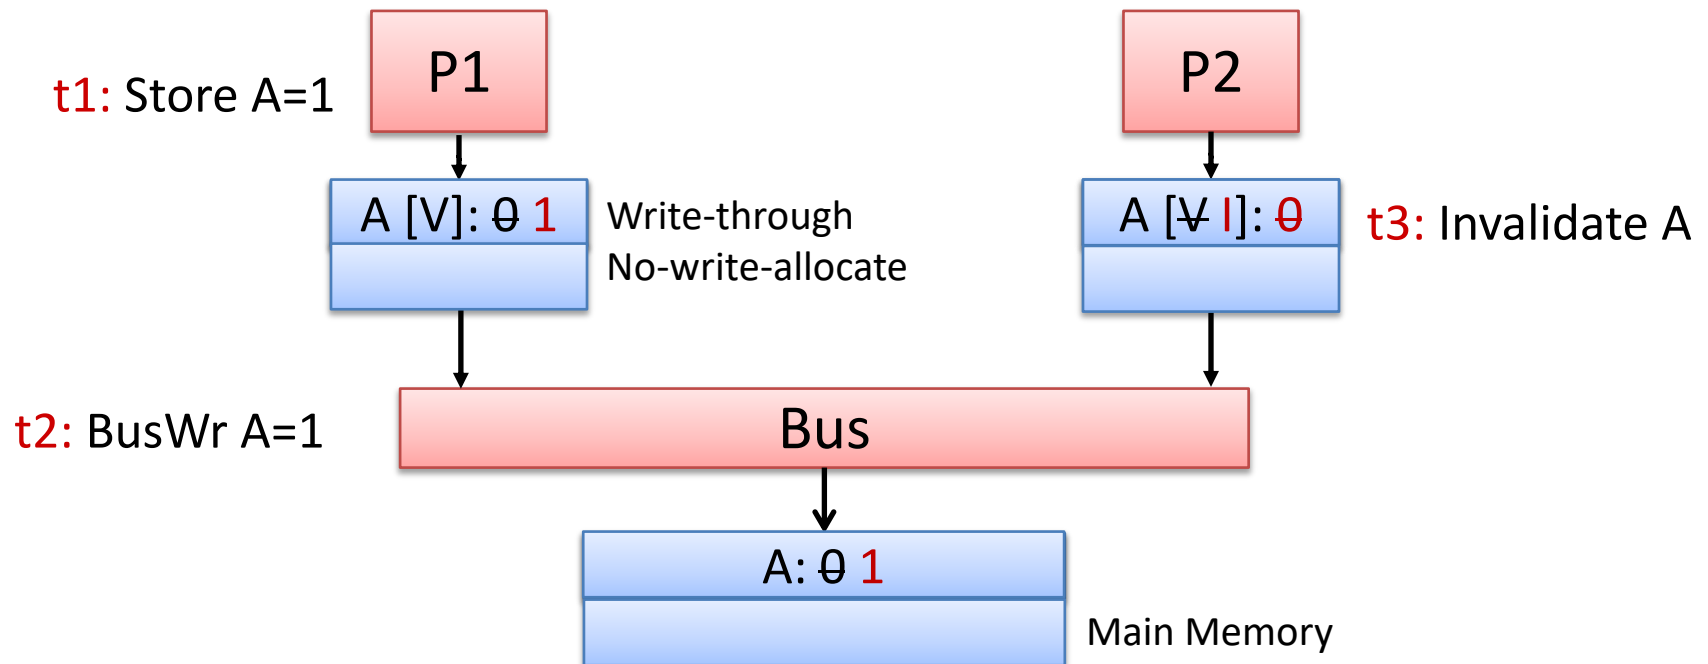 P1
P2
t1: Store A=1
A [V]: 0 1
Write-through
No-write-allocate
A [V I]: 0
t3: Invalidate A
t2: BusWr A=1
Bus
A: 0 1
Main Memory